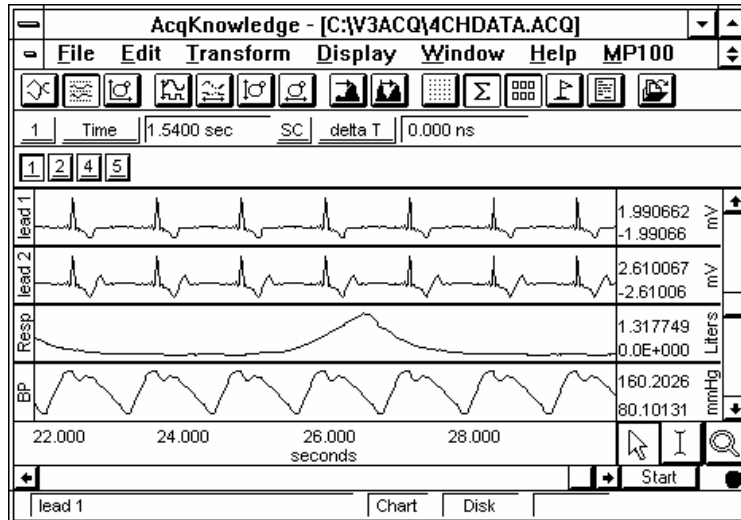 AcqKnowledge - [C:\V3ACQ\4CHDATA.ACQ]
File Edit Transform Display Window Help MP100
1 Time 1.5400 sec SC delta T 0.000 ns
1 2 4 5
lead 1
1.990662
-1.99066
mV
lead 2
2.610067
-2.61006
mV
Resp
1.317749
0.0E+000
Liters
BP
160.2026
80.10131
mmHg
22.000 24.000 26.000 28.000
seconds
Start
lead 1 Chart Disk